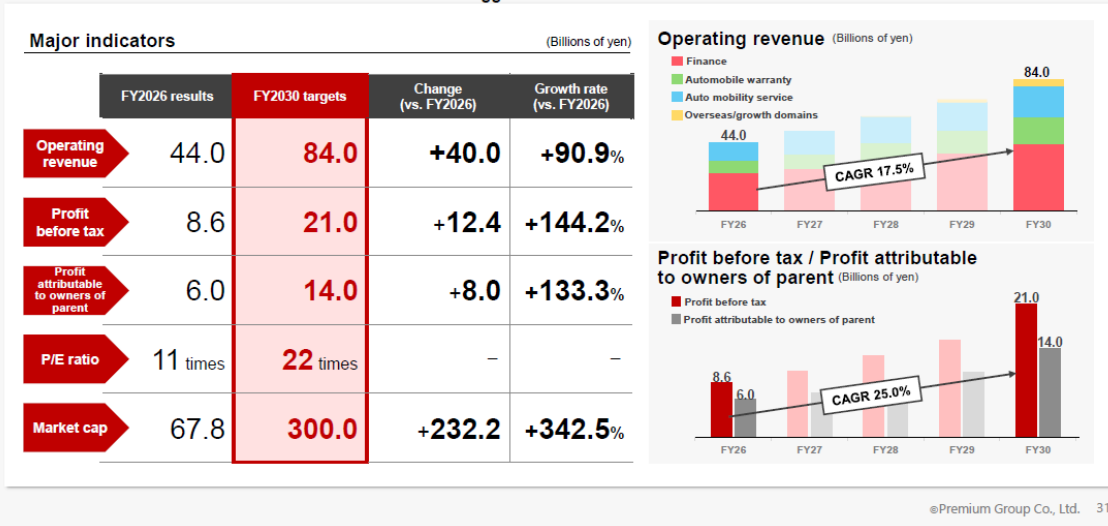 Major indicators
(Billions of yen)
FY2026 results
FY2030 targets
Change
(vs. FY2026)
Growth rate
(vs. FY2026)
Operating
revenue
44.0
84.0
+40.0
+90.9%
Profit
before tax
8.6
21.0
+12.4
+144.2%
Profit
attributable
to owners of
parent
6.0
14.0
+8.0
+133.3%
P/E ratio
11 times
22 times
–
–
Market cap
67.8
300.0
+232.2
+342.5%
Operating revenue (Billions of yen)
Finance
Automobile warranty
Auto mobility service
Overseas/growth domains
44.0
84.0
CAGR 17.5%
FY26
FY27
FY28
FY29
FY30
Profit before tax / Profit attributable
to owners of parent (Billions of yen)
Profit before tax
Profit attributable to owners of parent
8.6
6.0
21.0
14.0
CAGR 25.0%
FY26
FY27
FY28
FY29
FY30
©Premium Group Co., Ltd.
31